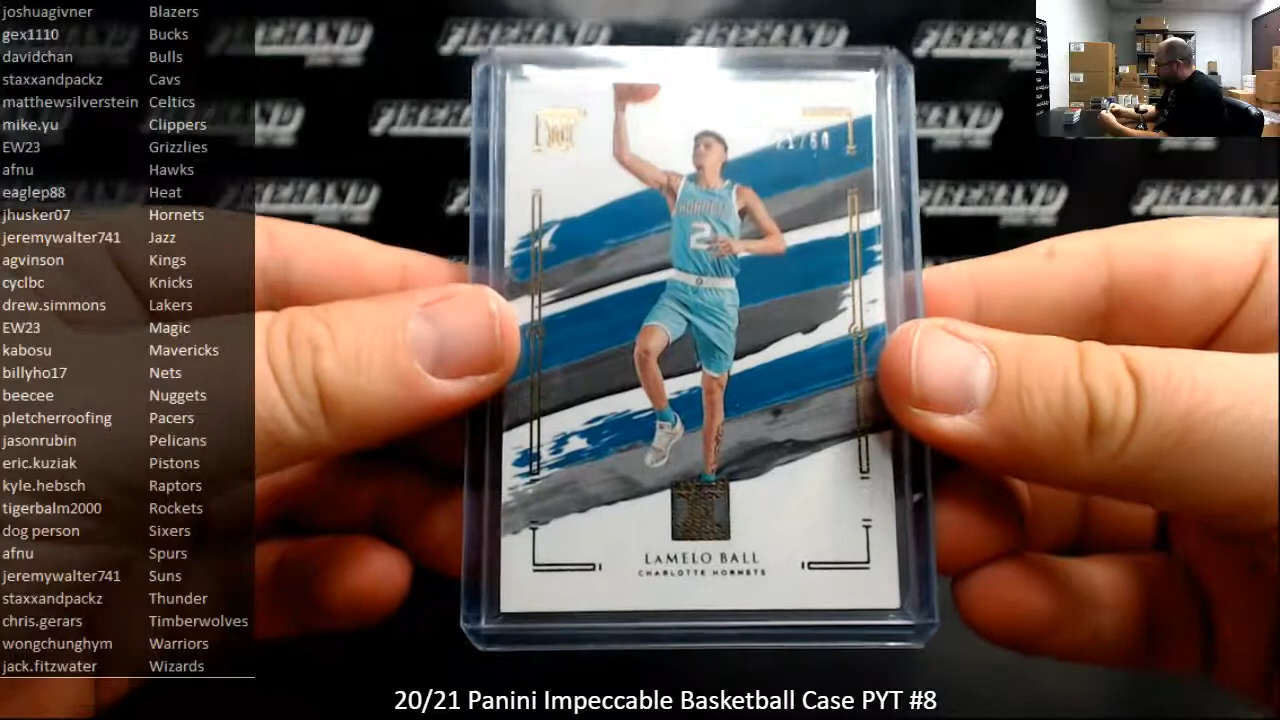 joshuagivner Blazers
gex1110 Bucks
davidchan Bulls
staxxandpackz Cavs
matthewsilverstein Celtics
mike.yu Clippers
EW23 Grizzlies
afnu Hawks
eaglep88 Heat
jhusker07 Hornets
jeremywalter741 Jazz
agvinson Kings
cyclbc Knicks
drew.simmons Lakers
EW23 Magic
kabosu Mavericks
billyho17 Nets
beecee Nuggets
pletcherroofing Pacers
jasonrubin Pelicans
eric.kuziak Pistons
kyle.hebsch Raptors
tigerbalm2000 Rockets
dog person Sixers
afnu Spurs
jeremywalter741 Suns
staxxandpackz Thunder
chris.gerars Timberwolves
wongchunghym Warriors
jack.fitzwater Wizards
FIREHAND
HORNETS
2
LAMELO BALL
CHARLOTTE HORNETS
20/21 Panini Impeccable Basketball Case PYT #8